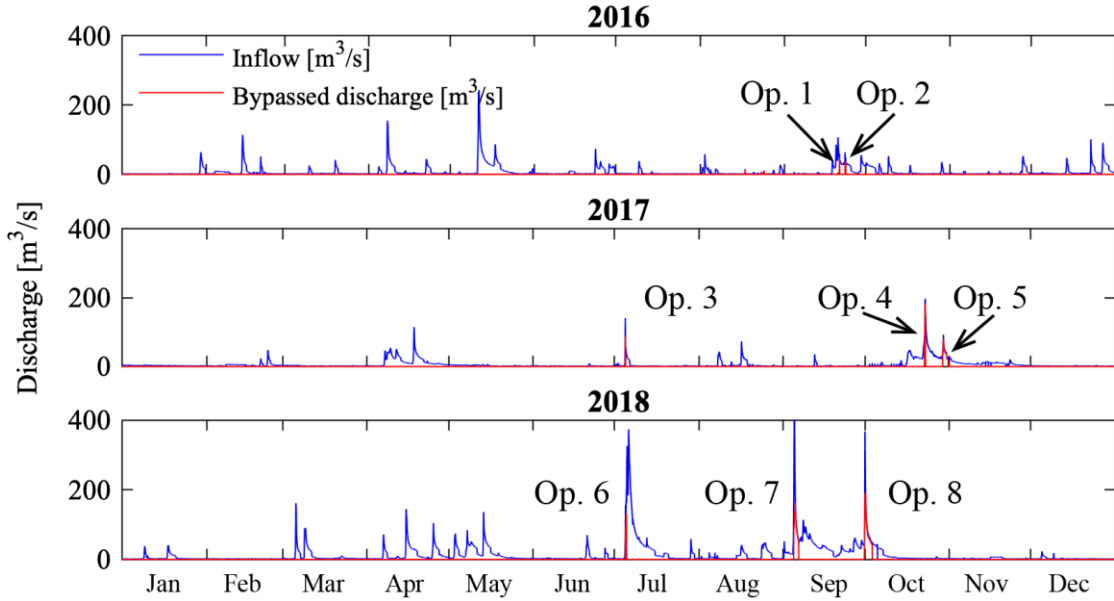 2016
400
Inflow [m³/s]
Bypassed discharge [m³/s]
200
Op. 1 Op. 2
0
2017
400
Discharge [m³/s]
200
Op. 3 Op. 4 Op. 5
0
2018
400
200
Op. 6 Op. 7 Op. 8
0
Jan Feb Mar Apr May Jun Jul Aug Sep Oct Nov Dec